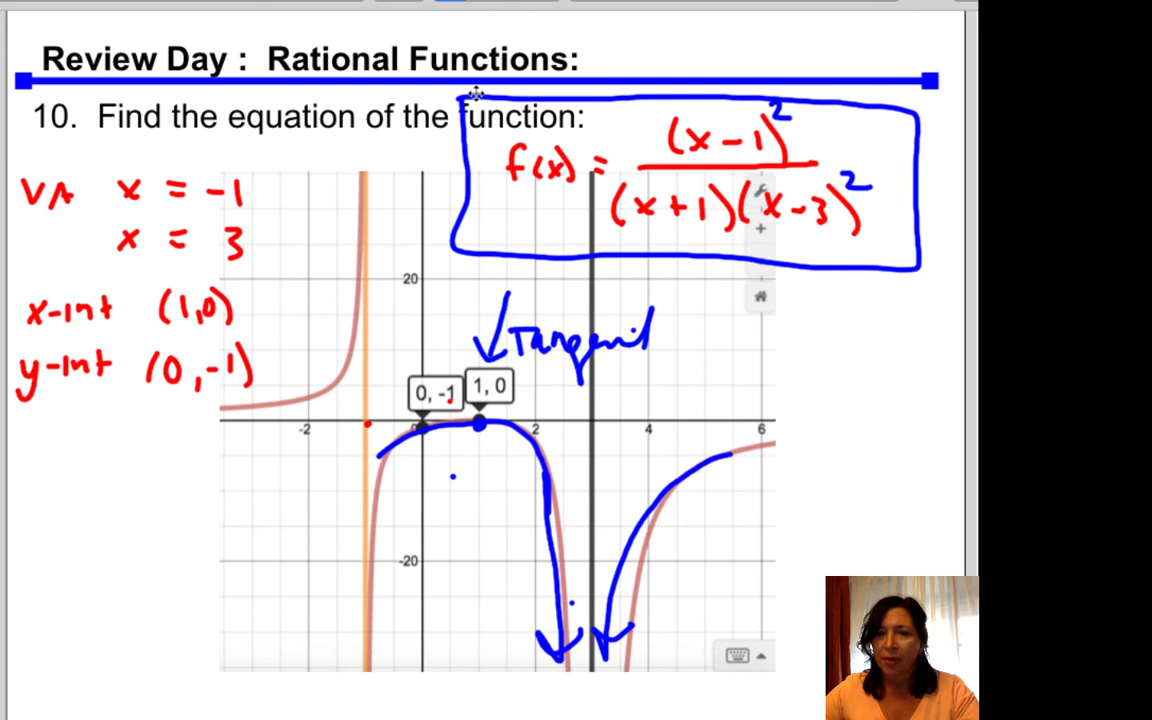 Review Day : Rational Functions:
10. Find the equation of the function:
f(x) = (x-1)²
(x+1)(x-3)²
VA x = -1
x = 3
x-int (1,0)
y-int (0,-1)
Tangent
0, -1
1, 0
20
-2
0
2
4
6
-20